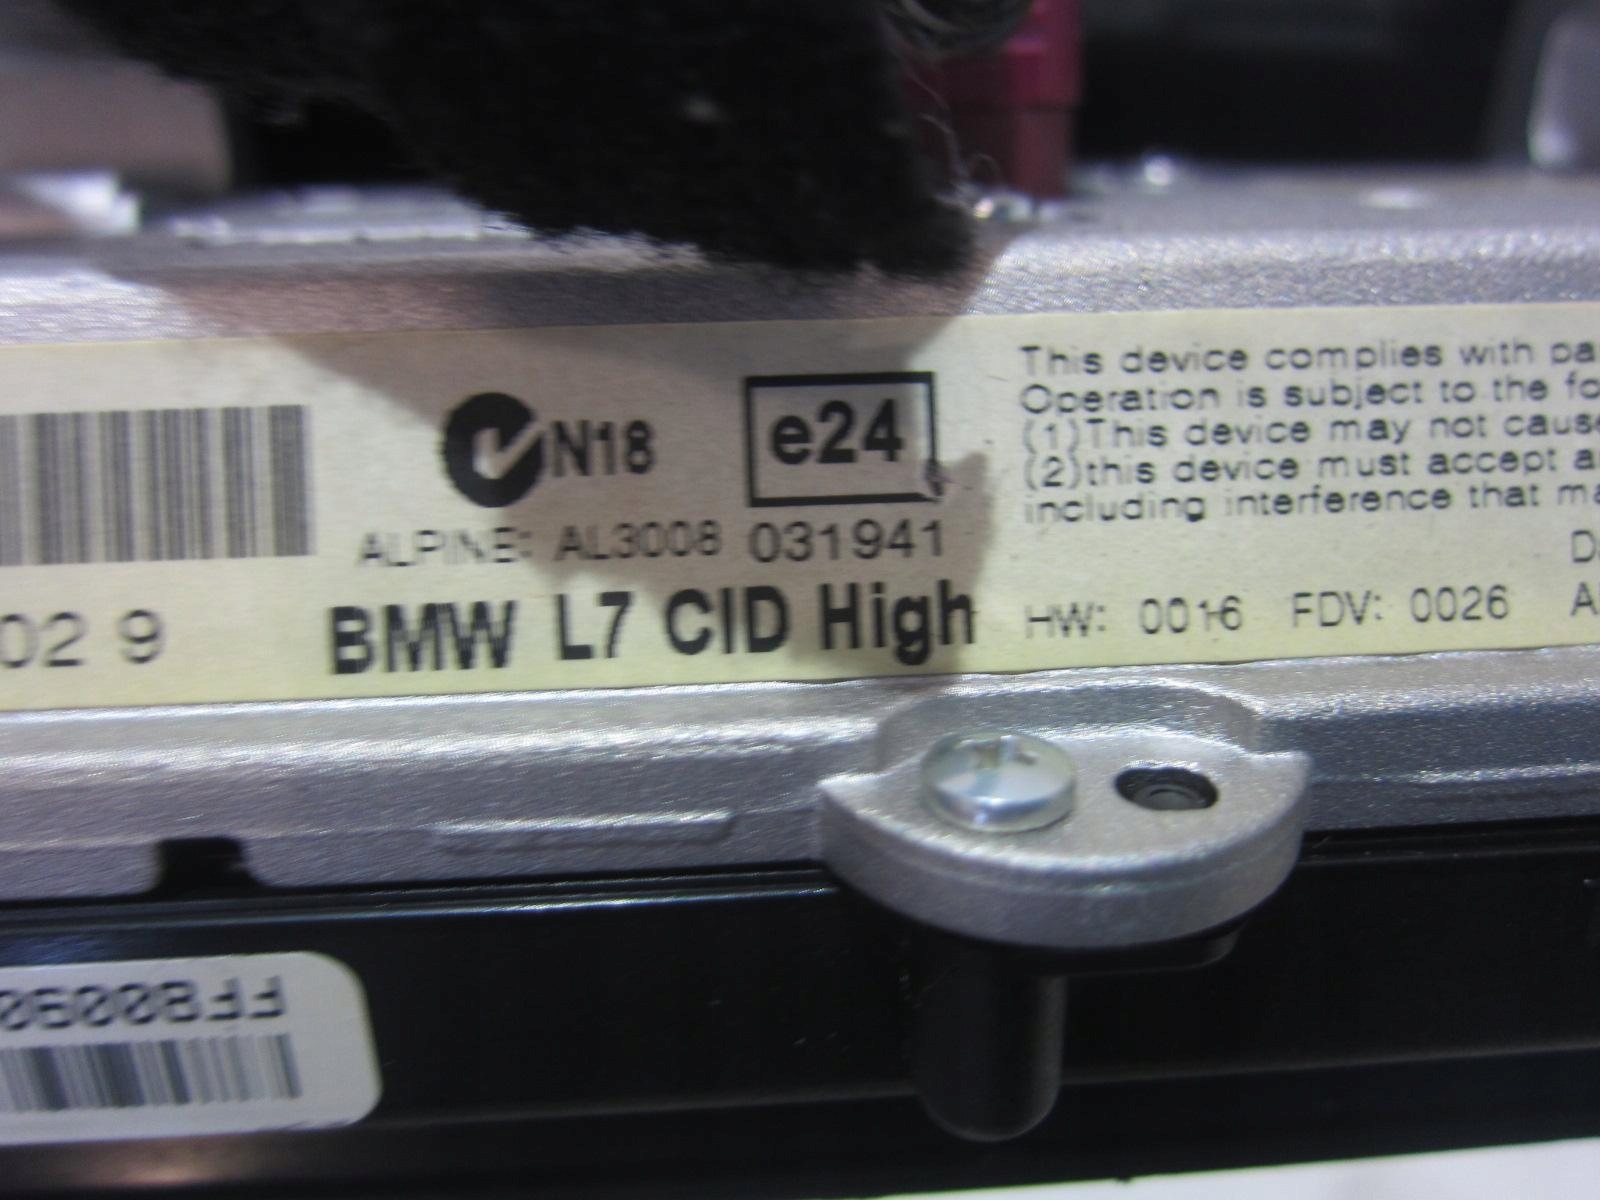 N18
e24
This device complies with pa
Operation is subject to the fo
(1)This device may not cause
(2)this device must accept a
including interference that ma
ALPINE: AL3008 031941
02 9
BMW L7 CID High
HW: 0016 FDV: 0026